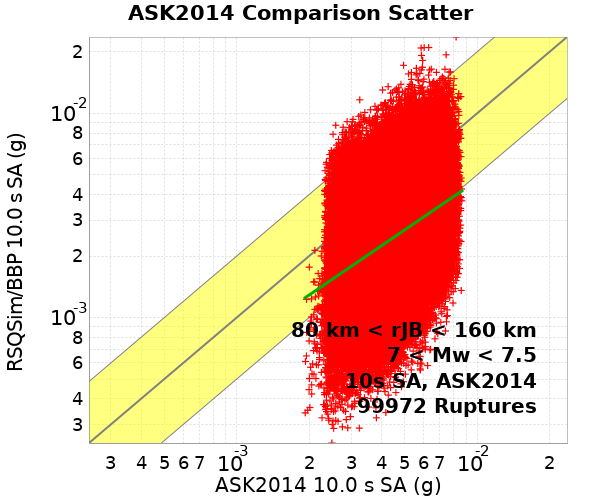 ASK2014 Comparison Scatter
RSQSim/BBP 10.0 s SA (g)
2
10-2
8
6
4
3
2
10-3
8
6
4
3
80 km < rJB < 160 km
7 < Mw < 7.5
10s SA, ASK2014
99972 Ruptures
3 4 5 6 7 10-3 2 3 4 5 6 7 10-2 2
ASK2014 10.0 s SA (g)